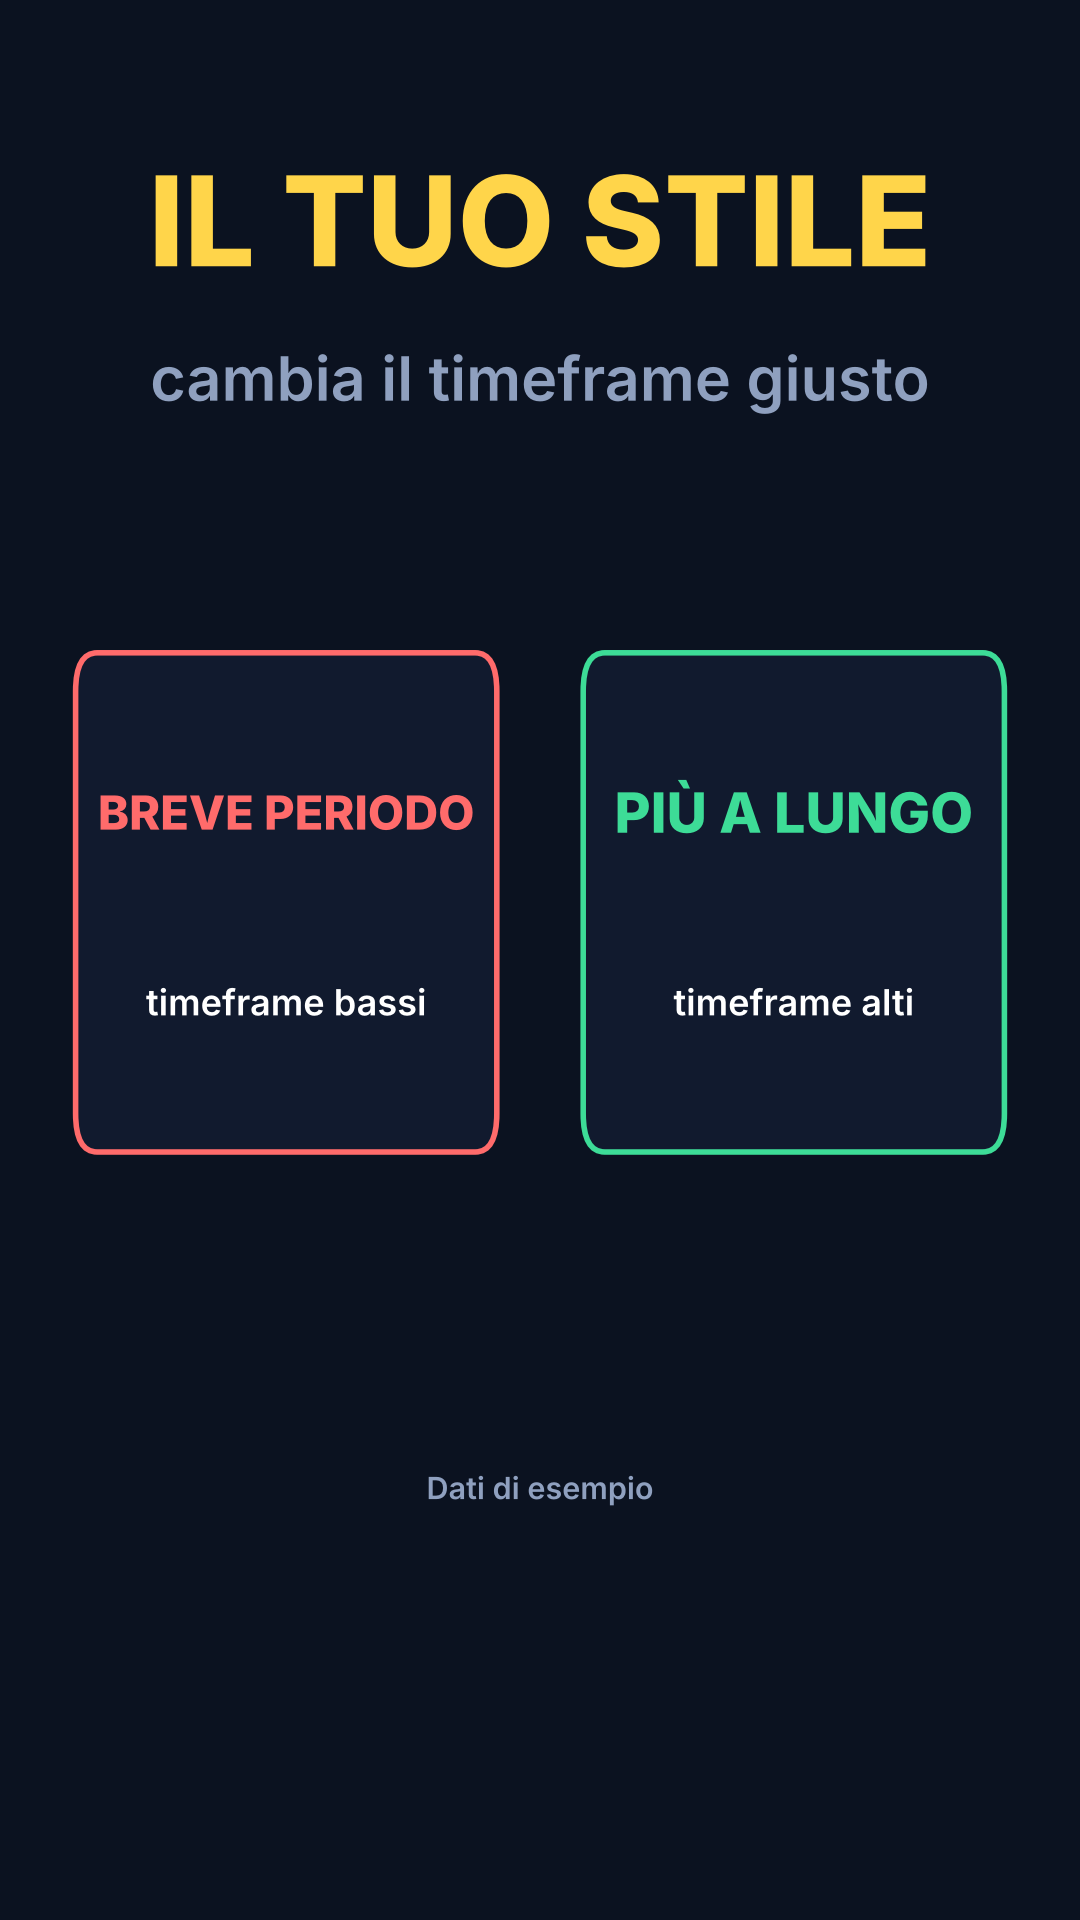 IL TUO STILE
cambia il timeframe giusto
BREVE PERIODO
timeframe bassi
PIÙ A LUNGO
timeframe alti
Dati di esempio